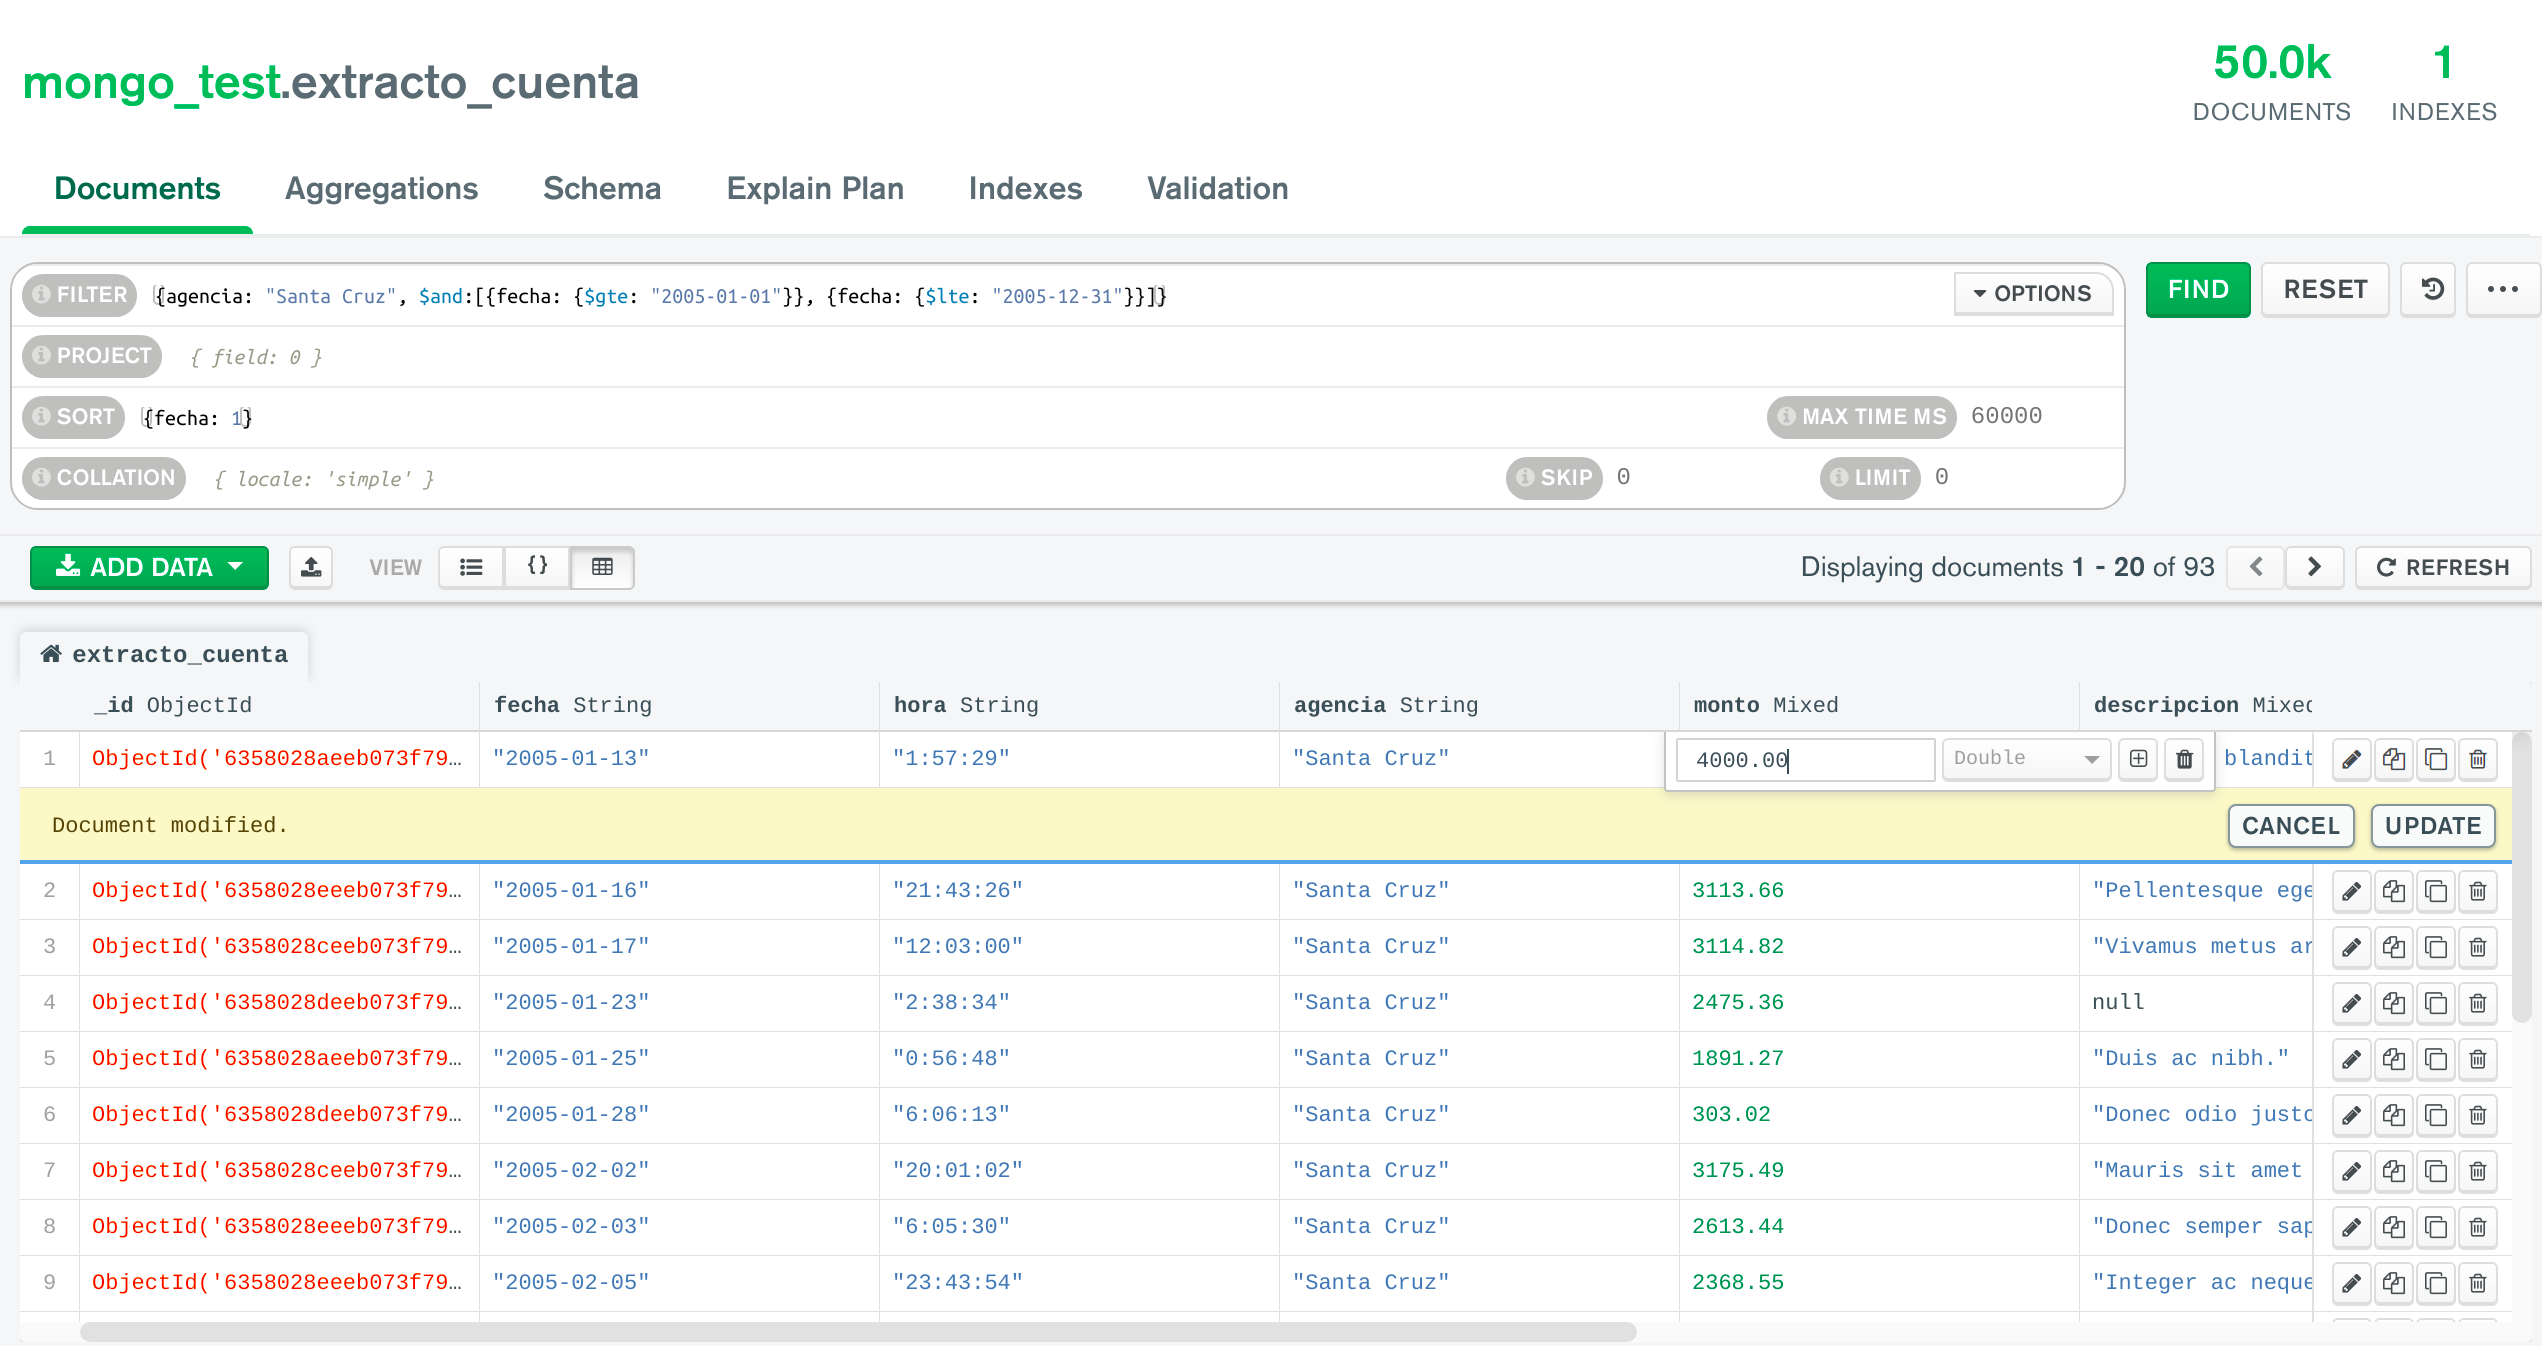 mongo_test.extracto_cuenta
50.0k
DOCUMENTS
1
INDEXES
Documents Aggregations Schema Explain Plan Indexes Validation
FILTER {agencia: "Santa Cruz", $and:[{fecha: {$gte: "2005-01-01"}}, {fecha: {$lte: "2005-12-31"}}]} OPTIONS FIND RESET
PROJECT { field: 0 }
SORT {fecha: 1} MAX TIME MS 60000
COLLATION { locale: 'simple' } SKIP 0 LIMIT 0
ADD DATA VIEW {} Displaying documents 1 - 20 of 93 REFRESH
extracto_cuenta
_id ObjectId fecha String hora String agencia String monto Mixed descripcion Mixed
1 ObjectId('6358028aeeb073f79… "2005-01-13" "1:57:29" "Santa Cruz" 4000.00 Double blandit
Document modified. CANCEL UPDATE
2 ObjectId('6358028eeeb073f79… "2005-01-16" "21:43:26" "Santa Cruz" 3113.66 "Pellentesque ege
3 ObjectId('6358028ceeb073f79… "2005-01-17" "12:03:00" "Santa Cruz" 3114.82 "Vivamus metus ar
4 ObjectId('6358028deeb073f79… "2005-01-23" "2:38:34" "Santa Cruz" 2475.36 null
5 ObjectId('6358028aeeb073f79… "2005-01-25" "0:56:48" "Santa Cruz" 1891.27 "Duis ac nibh."
6 ObjectId('6358028deeb073f79… "2005-01-28" "6:06:13" "Santa Cruz" 303.02 "Donec odio justo
7 ObjectId('6358028ceeb073f79… "2005-02-02" "20:01:02" "Santa Cruz" 3175.49 "Mauris sit amet
8 ObjectId('6358028eeeb073f79… "2005-02-03" "6:05:30" "Santa Cruz" 2613.44 "Donec semper sap
9 ObjectId('6358028eeeb073f79… "2005-02-05" "23:43:54" "Santa Cruz" 2368.55 "Integer ac neque